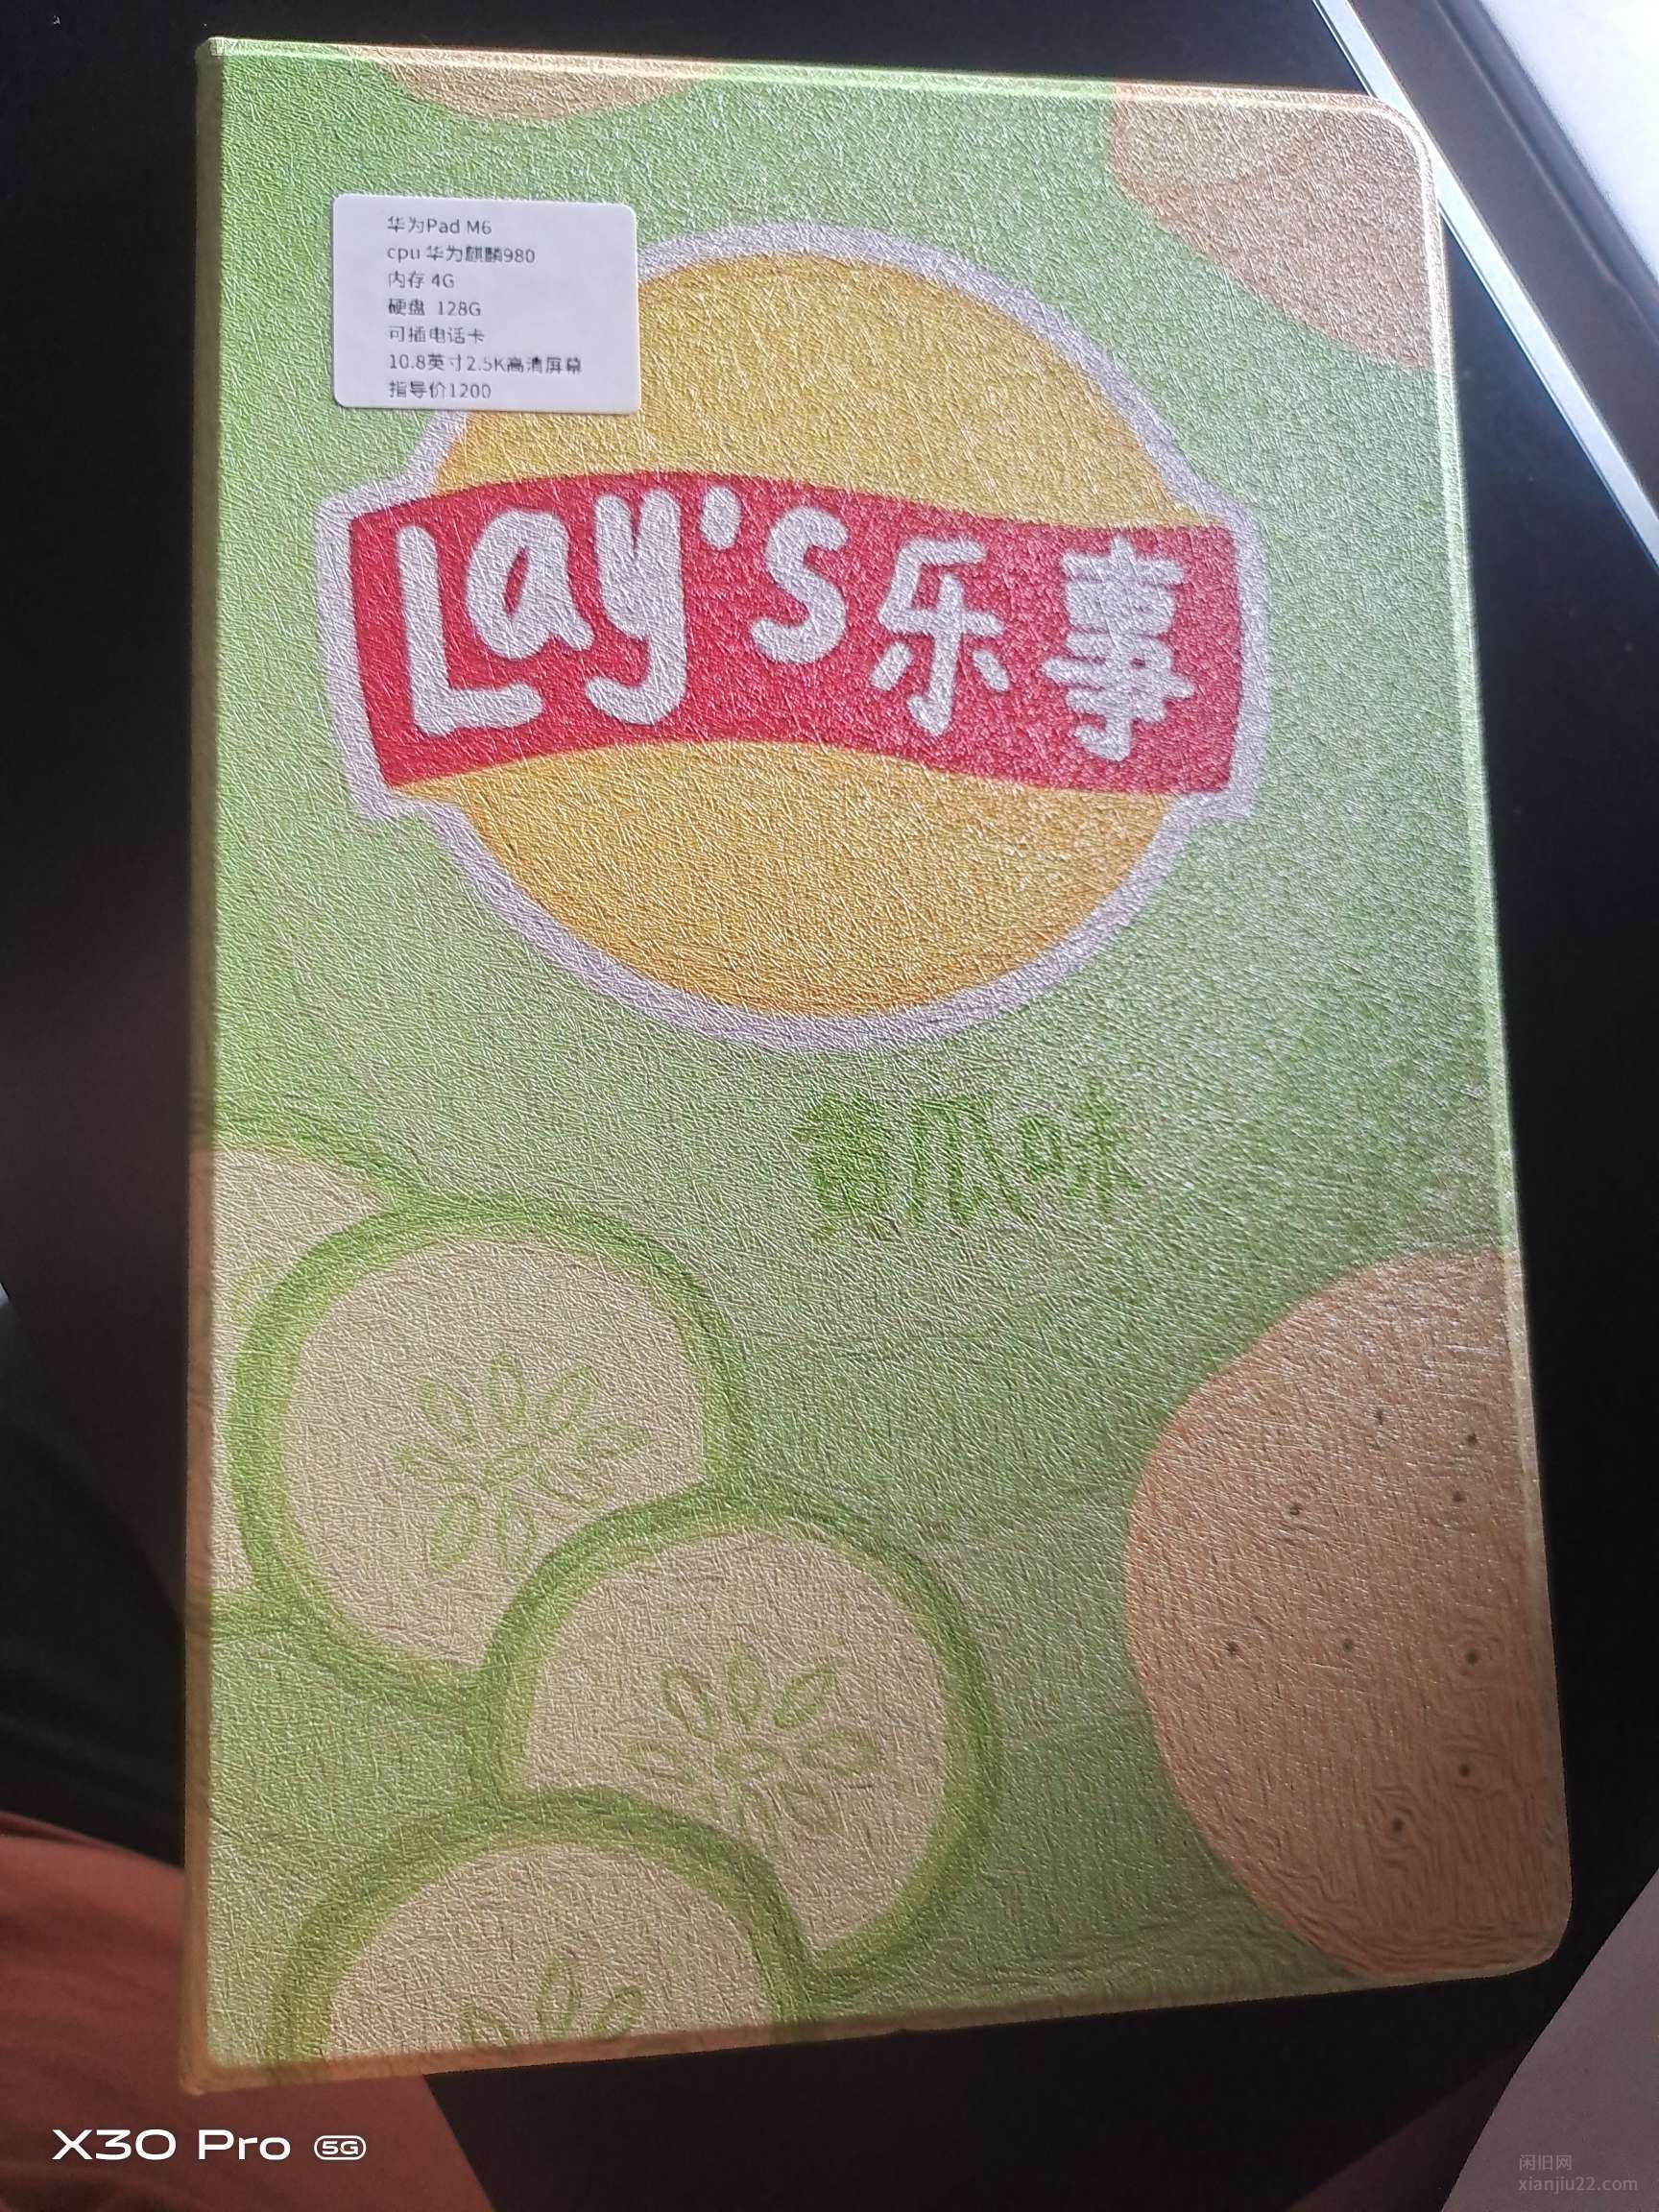 华为Pad M6
cpu 华为麒麟980
内存 4G
硬盘 128G
可插电话卡
10.8英寸2.5K高清屏幕
指导价1200
Lay's乐事
黄瓜味
X30 Pro 5G
闲旧网
xianjiu22.com